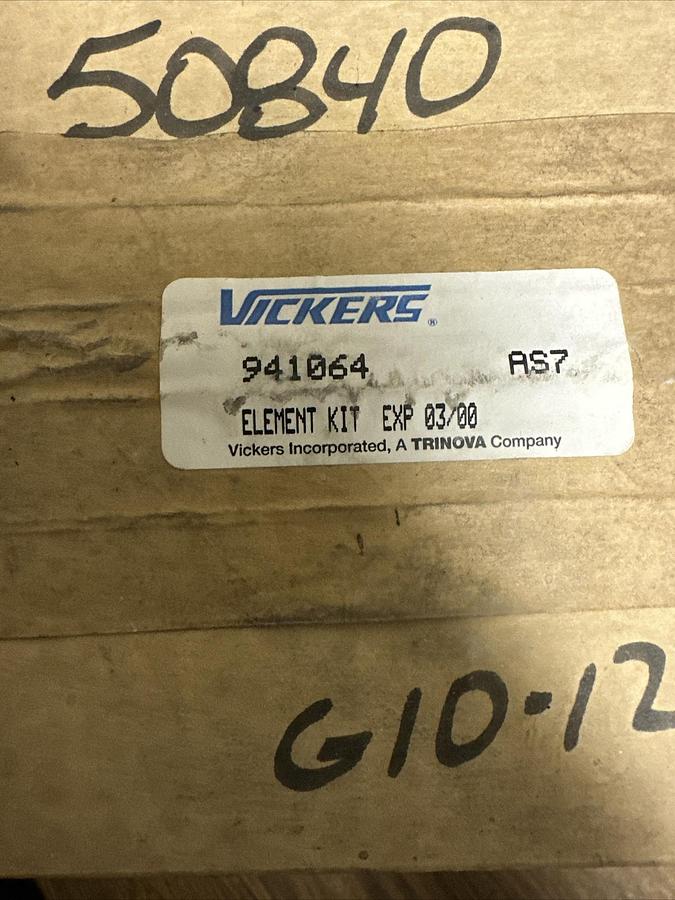 50840
VICKERS®
941064 AS7
ELEMENT KIT EXP 03/00
Vickers Incorporated, A TRINOVA Company
G10-12